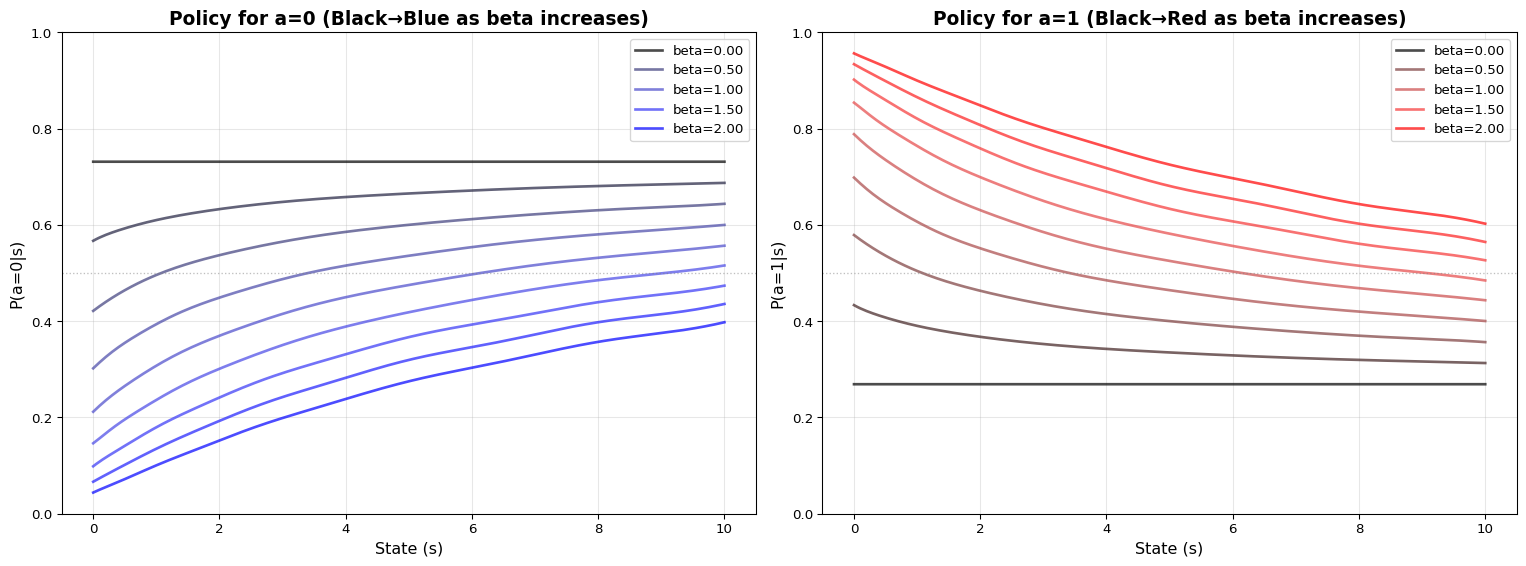 Policy for a=0 (Black→Blue as beta increases)
P(a=0|s)
1.0
0.8
0.6
0.4
0.2
0.0
0 2 4 6 8 10
State (s)
beta=0.00
beta=0.50
beta=1.00
beta=1.50
beta=2.00
Policy for a=1 (Black→Red as beta increases)
P(a=1|s)
1.0
0.8
0.6
0.4
0.2
0.0
0 2 4 6 8 10
State (s)
beta=0.00
beta=0.50
beta=1.00
beta=1.50
beta=2.00